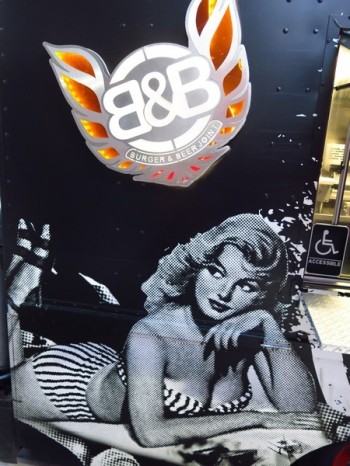 B&B
BURGER & BEER JOINT
ACCESSIBLE